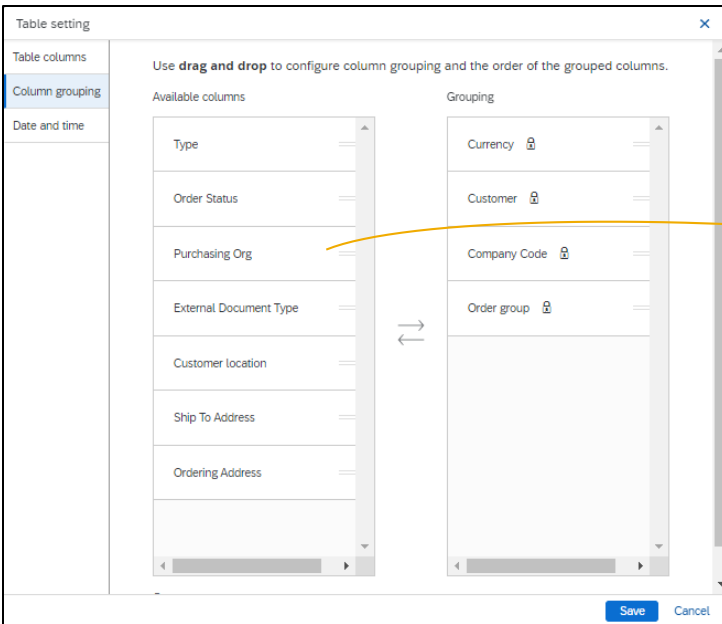 Table setting
Table columns
Column grouping
Date and time
Use drag and drop to configure column grouping and the order of the grouped columns.
Available columns
Type
Order Status
Purchasing Org
External Document Type
Customer location
Ship To Address
Ordering Address
Grouping
Currency
Customer
Company Code
Order group
Save
Cancel